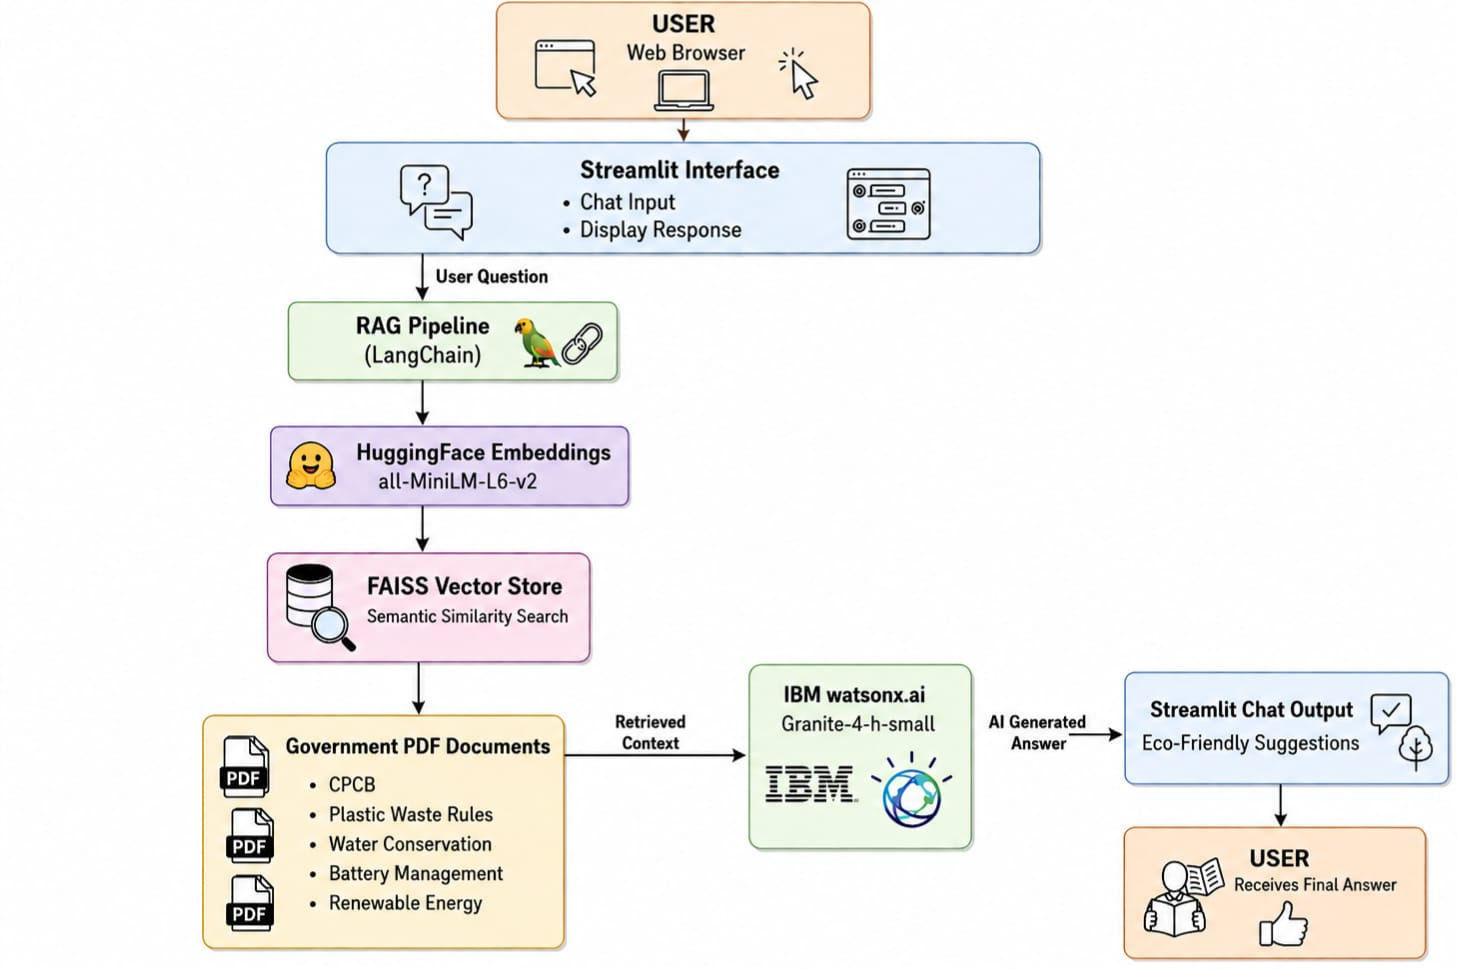 USER
Web Browser
Streamlit Interface
• Chat Input
• Display Response
?
User Question
RAG Pipeline
(LangChain)
HuggingFace Embeddings
all-MiniLM-L6-v2
FAISS Vector Store
Semantic Similarity Search
Government PDF Documents
PDF
PDF
PDF
• CPCB
• Plastic Waste Rules
• Water Conservation
• Battery Management
• Renewable Energy
Retrieved
Context
IBM watsonx.ai
Granite-4-h-small
IBM
AI Generated
Answer
Streamlit Chat Output
Eco-Friendly Suggestions
USER
Receives Final Answer